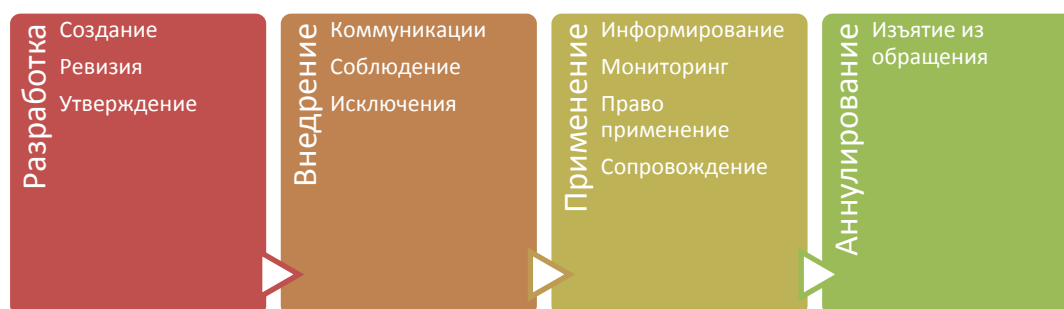 Разработка
Создание
Ревизия
Утверждение
Внедрение
Коммуникации
Соблюдение
Исключения
Применение
Информирование
Мониторинг
Право
применение
Сопровождение
Аннулирование
Изъятие из
обращения